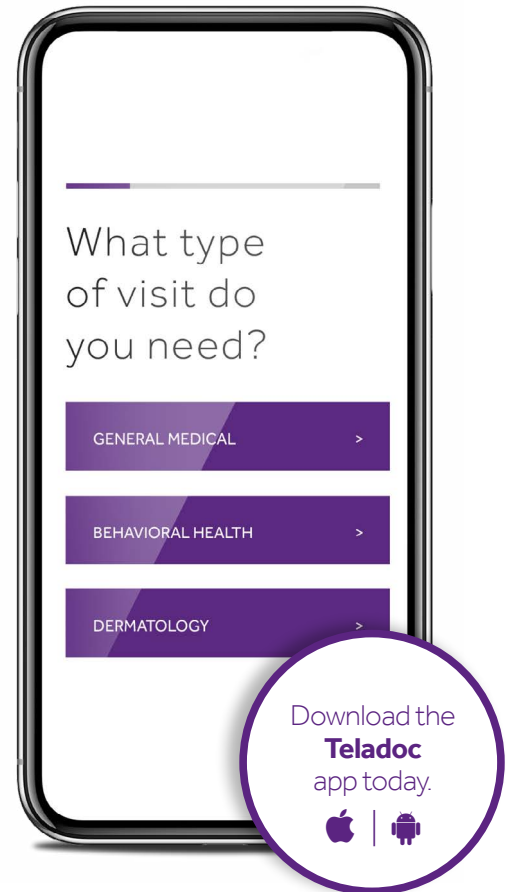 What type
of visit do
you need?
GENERAL MEDICAL >
BEHAVIORAL HEALTH >
DERMATOLOGY >
Download the
Teladoc
app today.